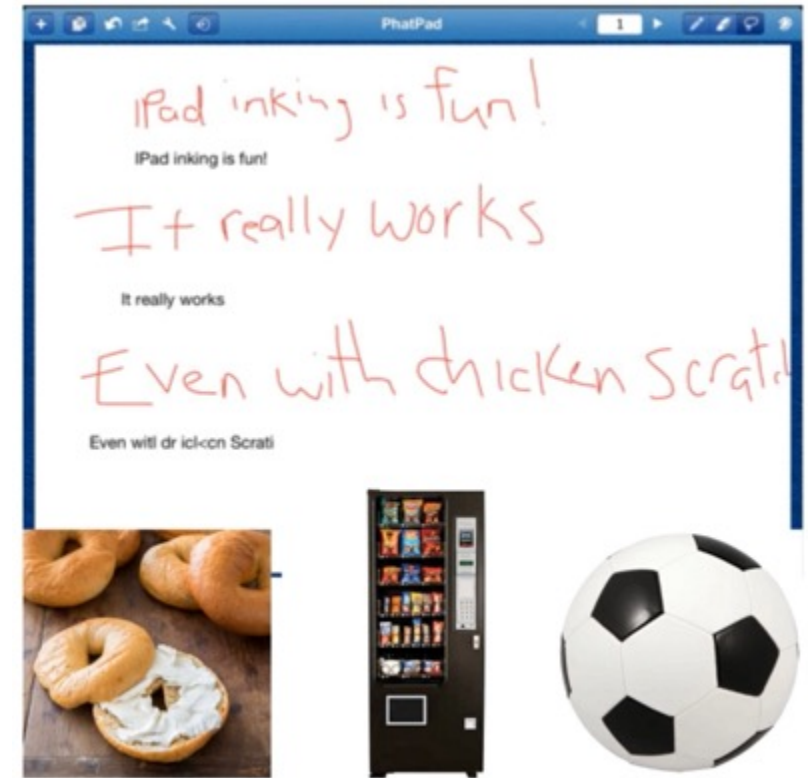 PhatPad
1
IPad inking is fun!
IPad inking is fun!
It really works
It really works
Even with chicken Scratch
Even witl dr icl<cn Scrati